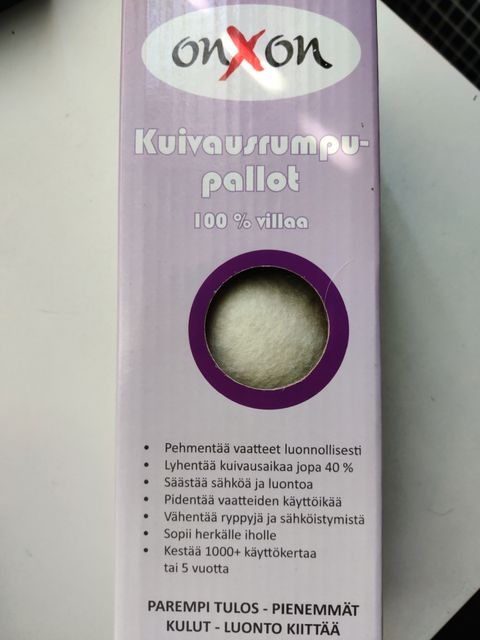 onXon
Kuivausrumpu-
pallot
100 % villaa
• Pehmentää vaatteet luonnollisesti
• Lyhentää kuivausaikaa jopa 40 %
• Säästää sähköä ja luontoa
• Pidentää vaatteiden käyttöikää
• Vähentää ryppyjä ja sähköistymistä
• Sopii herkälle iholle
• Kestää 1000+ käyttökertaa
tai 5 vuotta
PAREMPI TULOS - PIENEMMÄT
KULUT - LUONTO KIITTÄÄ